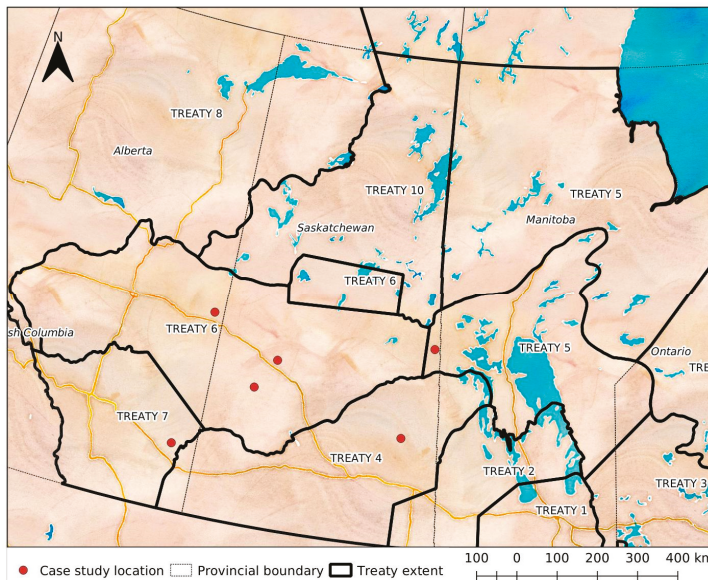 N
TREATY 8
Alberta
TREATY 10
TREATY 5
Manitoba
Saskatchewan
TREATY 6
TREATY 6
sh Columbia
TREATY 5
Ontario
TRE
TREATY 7
TREATY 4
TREATY 2
TREATY 3
TREATY 1
Case study location Provincial boundary Treaty extent
100 0 100 200 300 400 km